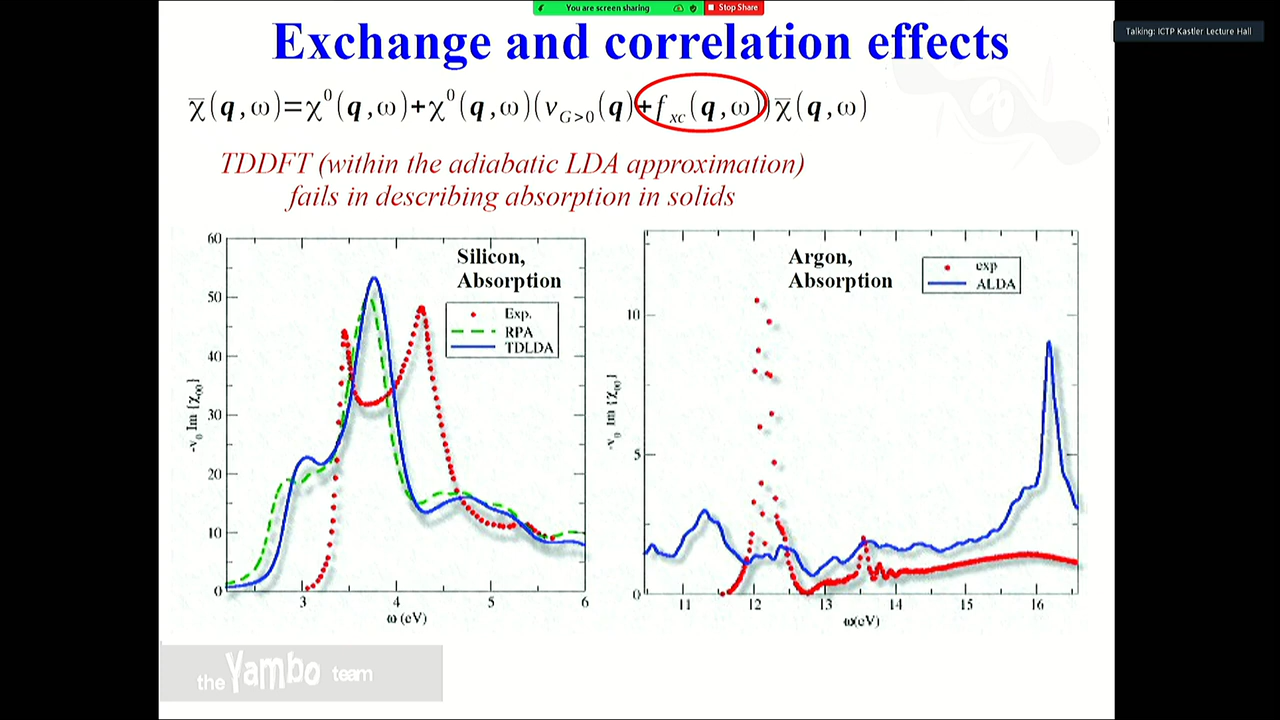 You are screen sharing
Stop Share
Talking: ICTP Kastler Lecture Hall
Exchange and correlation effects
χ̅(q,ω)=χ⁰(q,ω)+χ⁰(q,ω)(v_{G>0}(q)+f_{xc}(q,ω))χ̅(q,ω)
TDDFT (within the adiabatic LDA approximation)
fails in describing absorption in solids
Silicon,
Absorption
Exp.
RPA
TDLDA
60
50
40
30
20
10
0
-v₀ Im {χ₀₀}
3 4 5 6
ω (eV)
Argon,
Absorption
exp
ALDA
10
5
0
-v₀ Im {χ₀₀}
11 12 13 14 15 16
ω(eV)
the Yambo team